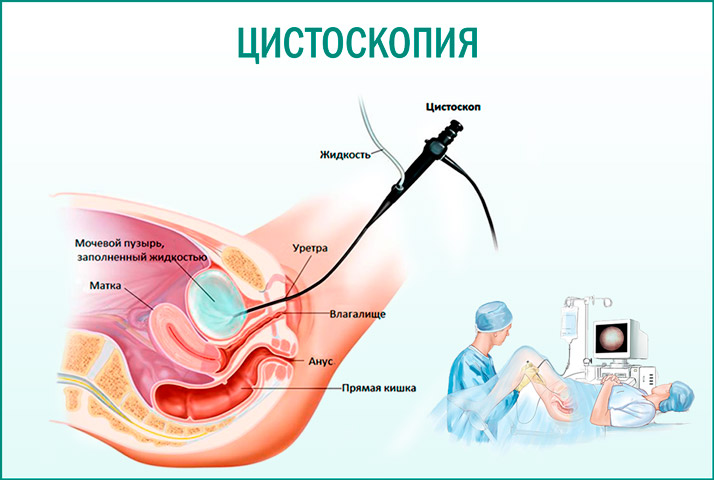 ЦИСТОСКОПИЯ
Цистоскоп
Жидкость
Мочевой пузырь,
заполненный жидкостью
Уретра
Матка
Влагалище
Анус
Прямая кишка